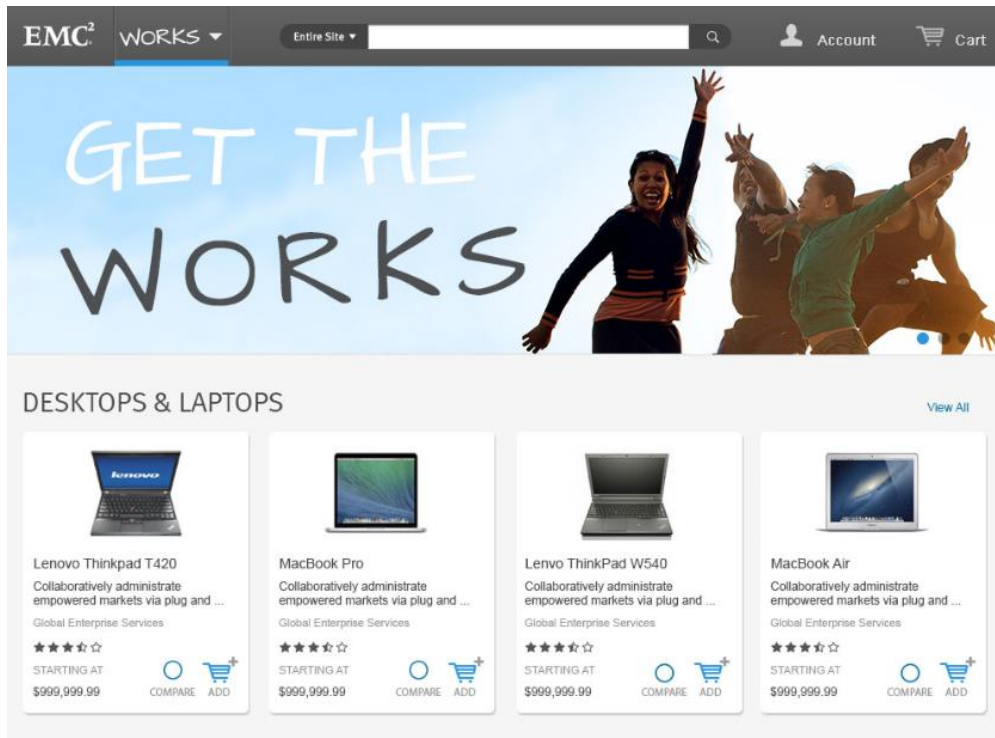 EMC² WORKS Entire Site Account Cart
GET THE
WORKS
DESKTOPS & LAPTOPS View All
lenovo
Lenovo Thinkpad T420 MacBook Pro Lenvo ThinkPad W540 MacBook Air
Collaboratively administrate Collaboratively administrate Collaboratively administrate Collaboratively administrate
empowered markets via plug and ... empowered markets via plug and ... empowered markets via plug and ... empowered markets via plug and ...
Global Enterprise Services Global Enterprise Services Global Enterprise Services Global Enterprise Services
STARTING AT STARTING AT STARTING AT STARTING AT
$999,999.99 COMPARE ADD $999,999.99 COMPARE ADD $999,999.99 COMPARE ADD $999,999.99 COMPARE ADD